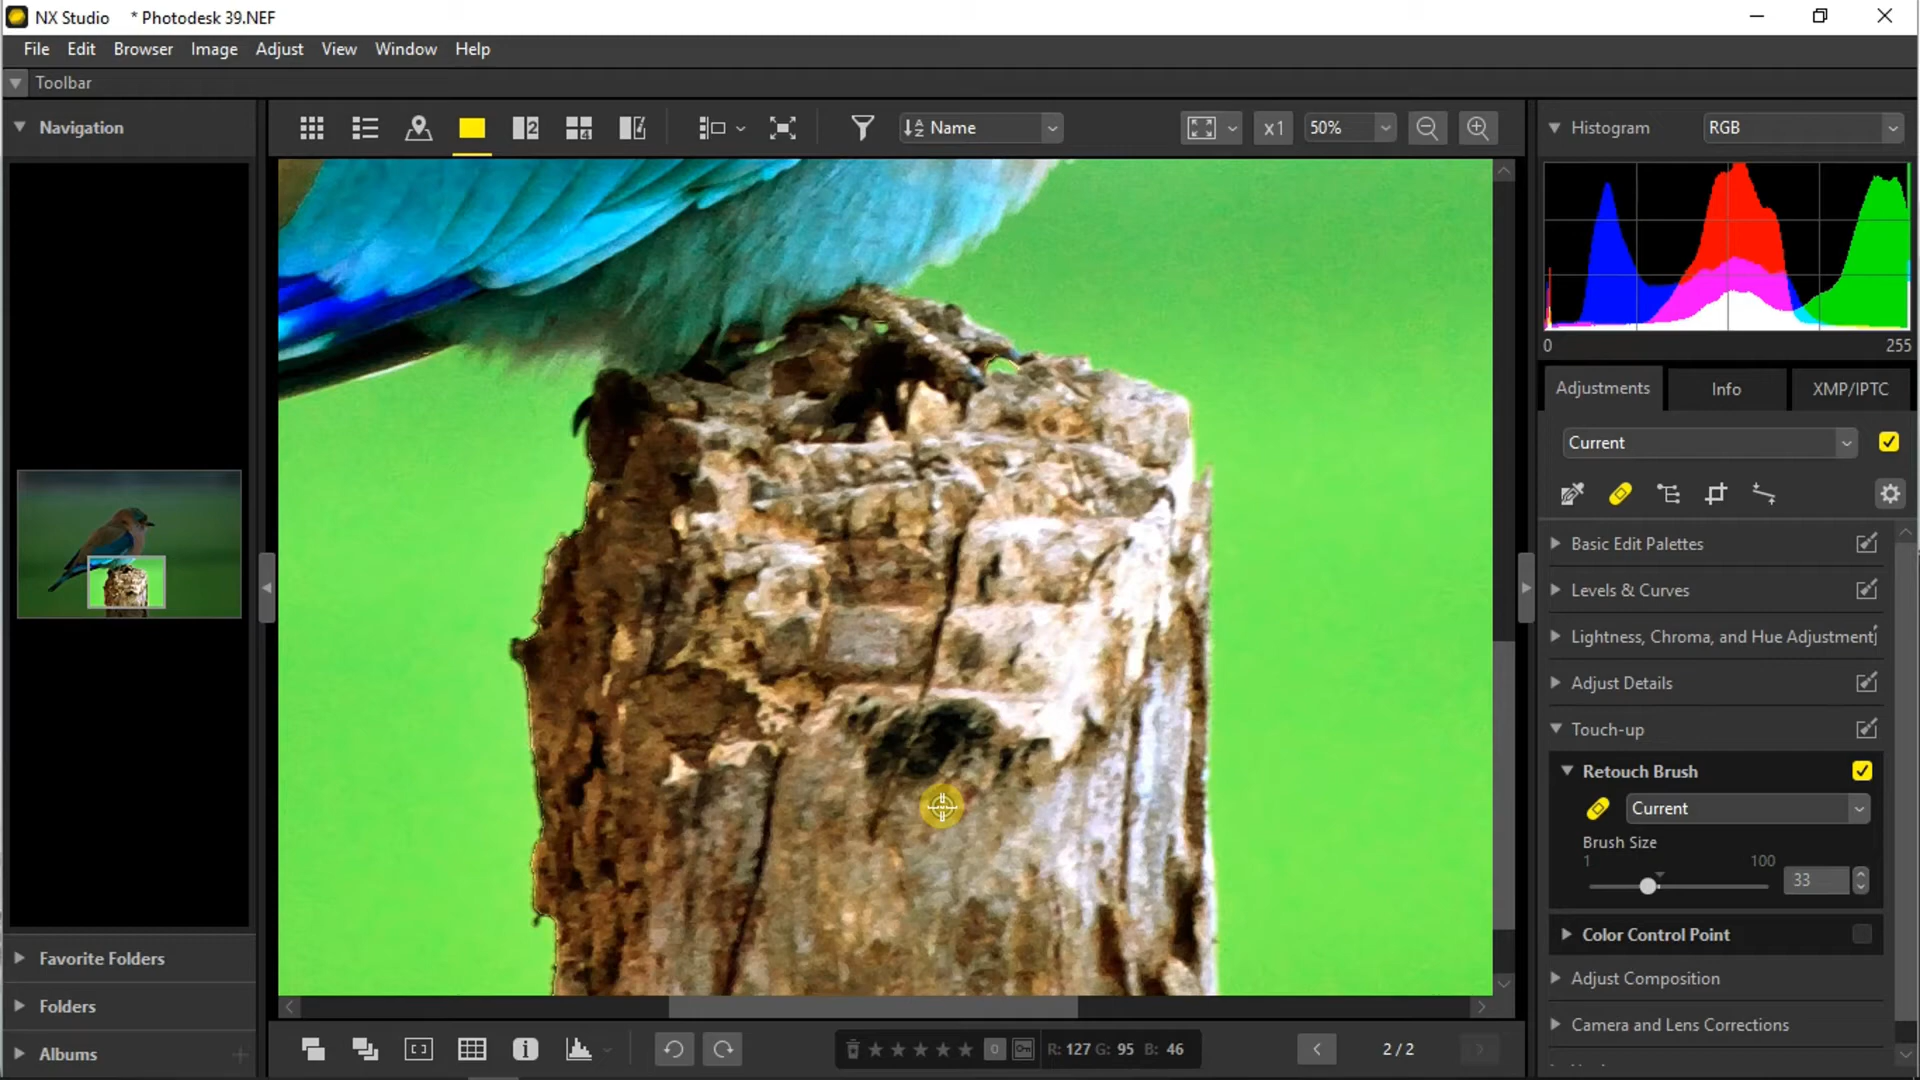 NX Studio * Photodesk 39.NEF
File Edit Browser Image Adjust View Window Help
Toolbar
Navigation
2
4
Name
x1
50%
Histogram
RGB
0 255
Adjustments Info XMP/IPTC
Current
Basic Edit Palettes
Levels & Curves
Lightness, Chroma, and Hue Adjustment
Adjust Details
Touch-up
Retouch Brush
Current
Brush Size
1 100
33
Color Control Point
Adjust Composition
Camera and Lens Corrections
Favorite Folders
Folders
Albums
0
R: 127 G: 95 B: 46
2 / 2